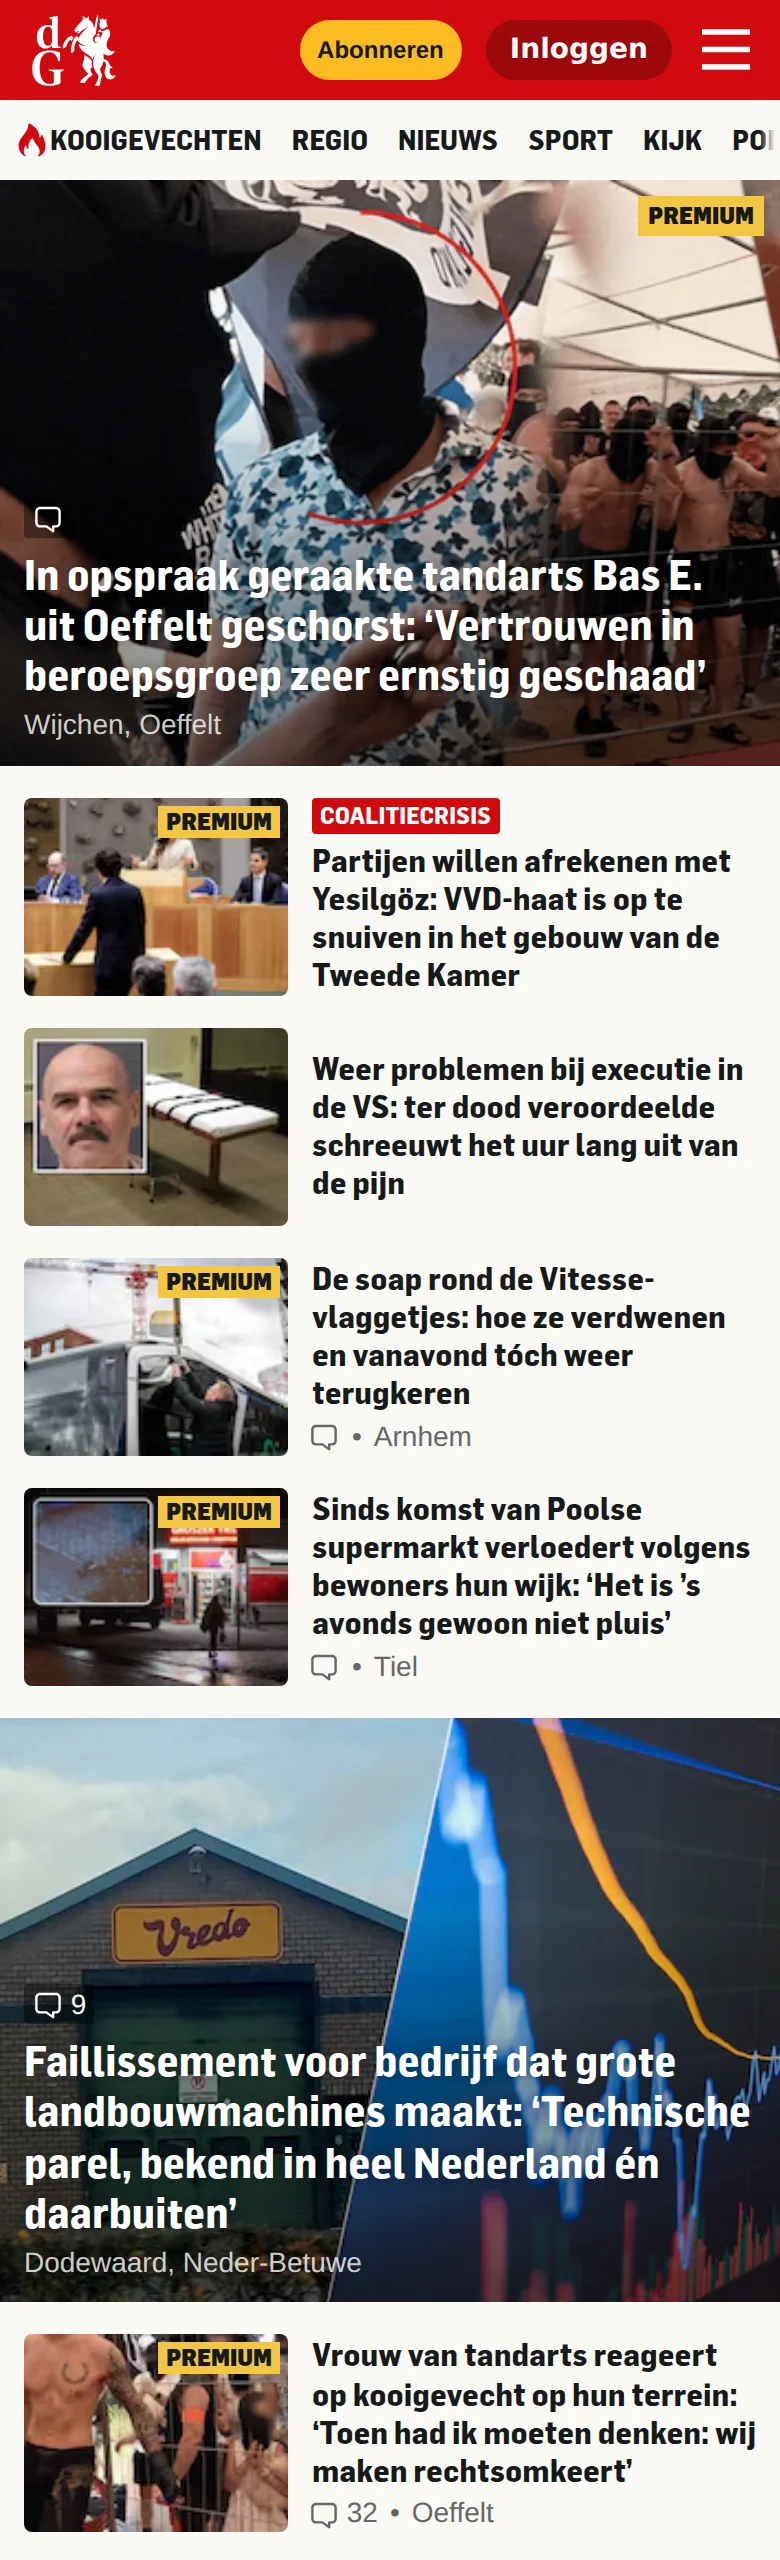 dG
Abonneren
Inloggen
KOOIGEVECHTEN REGIO NIEUWS SPORT KIJK
PREMIUM
In opspraak geraakte tandarts Bas E.
uit Oeffelt geschorst: ‘Vertrouwen in
beroepsgroep zeer ernstig geschaad’
Wijchen, Oeffelt
PREMIUM
COALITIECRISIS
Partijen willen afrekenen met
Yesilgöz: VVD-haat is op te
snuiven in het gebouw van de
Tweede Kamer
Weer problemen bij executie in
de VS: ter dood veroordeelde
schreeuwt het uur lang uit van
de pijn
PREMIUM
De soap rond de Vitesse-
vlaggetjes: hoe ze verdwenen
en vanavond tóch weer
terugkeren
• Arnhem
PREMIUM
Sinds komst van Poolse
supermarkt verloedert volgens
bewoners hun wijk: ‘Het is ’s
avonds gewoon niet pluis’
• Tiel
Vredo
9
Faillissement voor bedrijf dat grote
landbouwmachines maakt: ‘Technische
parel, bekend in heel Nederland én
daarbuiten’
Dodewaard, Neder-Betuwe
PREMIUM
Vrouw van tandarts reageert
op kooigevecht op hun terrein:
‘Toen had ik moeten denken: wij
maken rechtsomkeert’
32 • Oeffelt